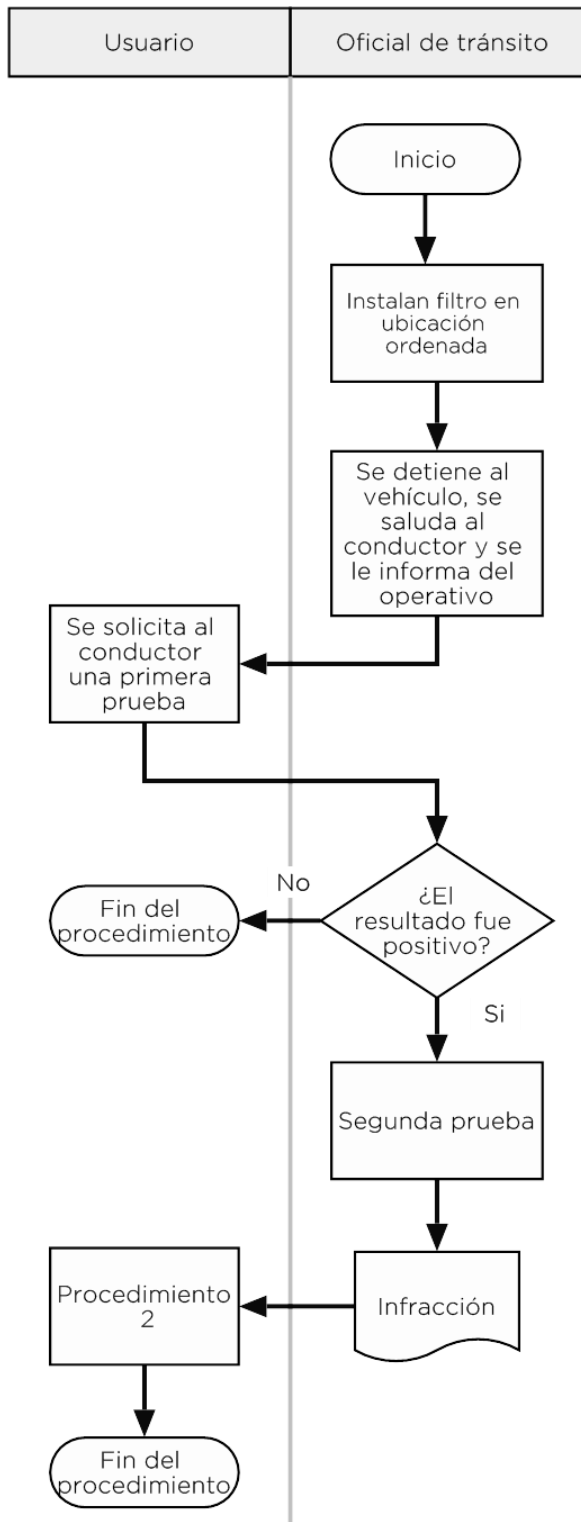 Usuario
Oficial de tránsito
Inicio
Instalan filtro en
ubicación
ordenada
Se detiene al
vehículo, se
saluda al
conductor y se
le informa del
operativo
Se solicita al
conductor
una primera
prueba
¿El
resultado fue
positivo?
No
Fin del
procedimiento
Si
Segunda prueba
Infracción
Procedimiento
2
Fin del
procedimiento